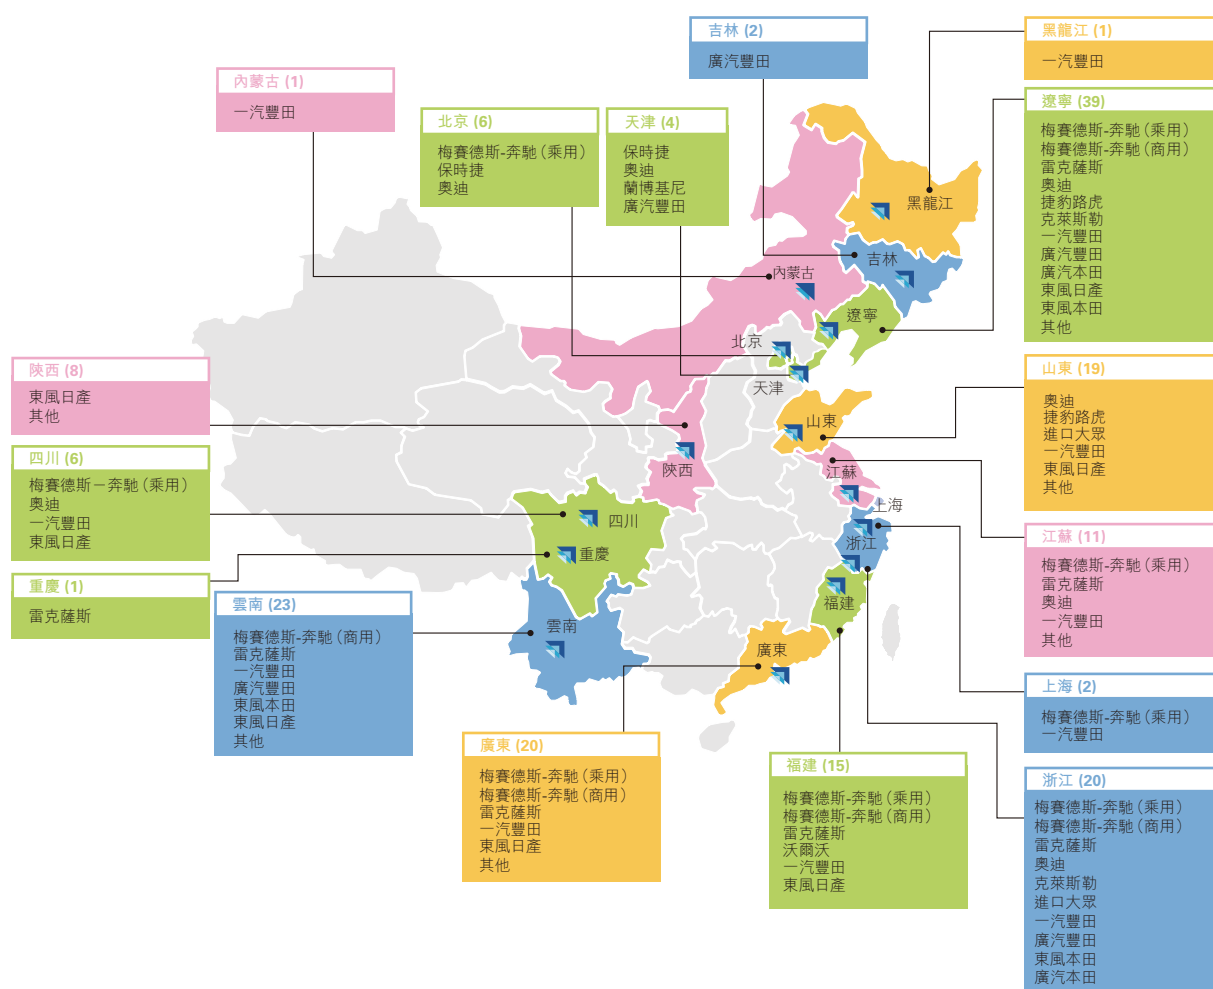 吉林 (2)
廣汽豐田
黑龍江 (1)
一汽豐田
內蒙古 (1)
一汽豐田
北京 (6)
梅賽德斯-奔馳（乘用）
保時捷
奧迪
天津 (4)
保時捷
奧迪
蘭博基尼
廣汽豐田
遼寧 (39)
梅賽德斯-奔馳（乘用）
梅賽德斯-奔馳（商用）
雷克薩斯
奧迪
捷豹路虎
克萊斯勒
一汽豐田
廣汽豐田
廣汽本田
東風日產
東風本田
其他
黑龍江
吉林
內蒙古
遼寧
北京
天津
山東
陝西
江蘇
上海
四川
浙江
重慶
福建
雲南
廣東
陝西 (8)
東風日產
其他
山東 (19)
奧迪
捷豹路虎
進口大眾
一汽豐田
東風日產
其他
四川 (6)
梅賽德斯－奔馳（乘用）
奧迪
一汽豐田
東風日產
江蘇 (11)
梅賽德斯-奔馳（乘用）
雷克薩斯
奧迪
一汽豐田
其他
重慶 (1)
雷克薩斯
雲南 (23)
梅賽德斯-奔馳（商用）
雷克薩斯
一汽豐田
廣汽豐田
東風本田
東風日產
其他
上海 (2)
梅賽德斯-奔馳（乘用）
一汽豐田
廣東 (20)
梅賽德斯-奔馳（乘用）
梅賽德斯-奔馳（商用）
雷克薩斯
一汽豐田
東風日產
其他
福建 (15)
梅賽德斯-奔馳（乘用）
梅賽德斯-奔馳（商用）
雷克薩斯
沃爾沃
一汽豐田
東風日產
浙江 (20)
梅賽德斯-奔馳（乘用）
梅賽德斯-奔馳（商用）
雷克薩斯
奧迪
克萊斯勒
進口大眾
一汽豐田
廣汽豐田
東風本田
廣汽本田